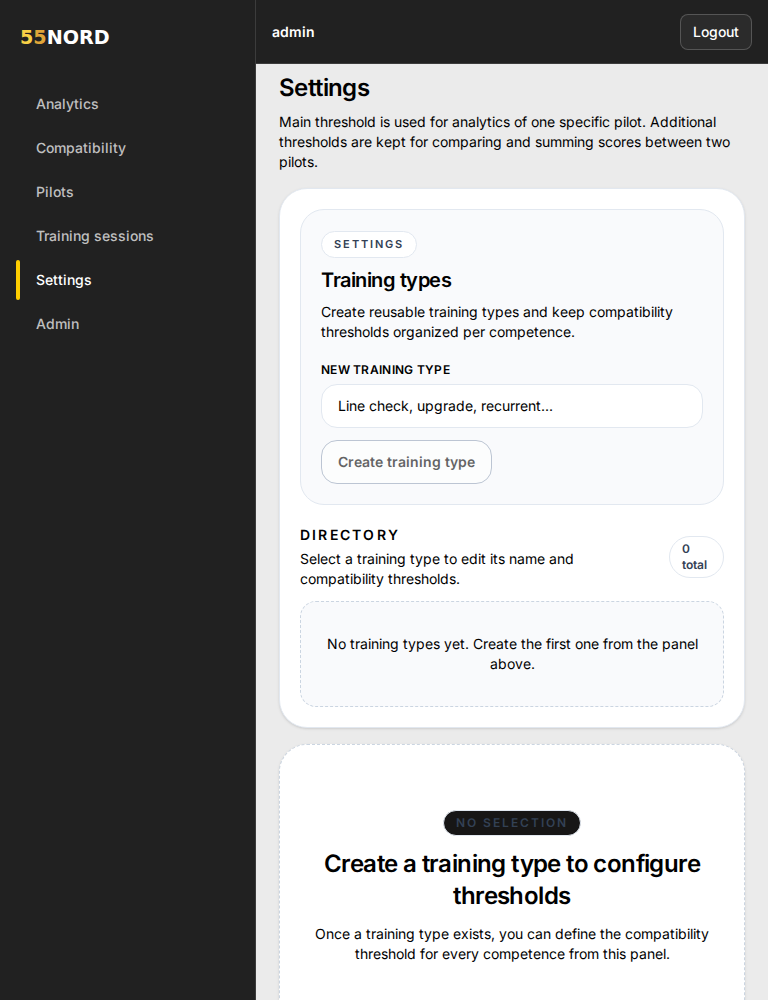 55NORD
admin
Logout
Analytics
Compatibility
Pilots
Training sessions
Settings
Admin
Settings
Main threshold is used for analytics of one specific pilot. Additional
thresholds are kept for comparing and summing scores between two
pilots.
SETTINGS
Training types
Create reusable training types and keep compatibility
thresholds organized per competence.
NEW TRAINING TYPE
Line check, upgrade, recurrent...
Create training type
DIRECTORY
Select a training type to edit its name and
compatibility thresholds.
0
total
No training types yet. Create the first one from the panel
above.
NO SELECTION
Create a training type to configure
thresholds
Once a training type exists, you can define the compatibility
threshold for every competence from this panel.